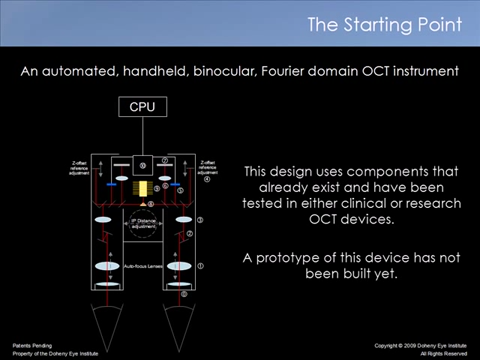 The Starting Point
An automated, handheld, binocular, Fourier domain OCT instrument
CPU
Z-offset
reference
adjustment
Z-offset
reference
adjustment
IP Distance
adjustment
Auto-focus Lenses
This design uses components that
already exist and have been
tested in either clinical or research
OCT devices.
A prototype of this device has not
been built yet.
Patents Pending
Property of the Doheny Eye Institute
Copyright © 2009 Doheny Eye Institute
All Rights Reserved